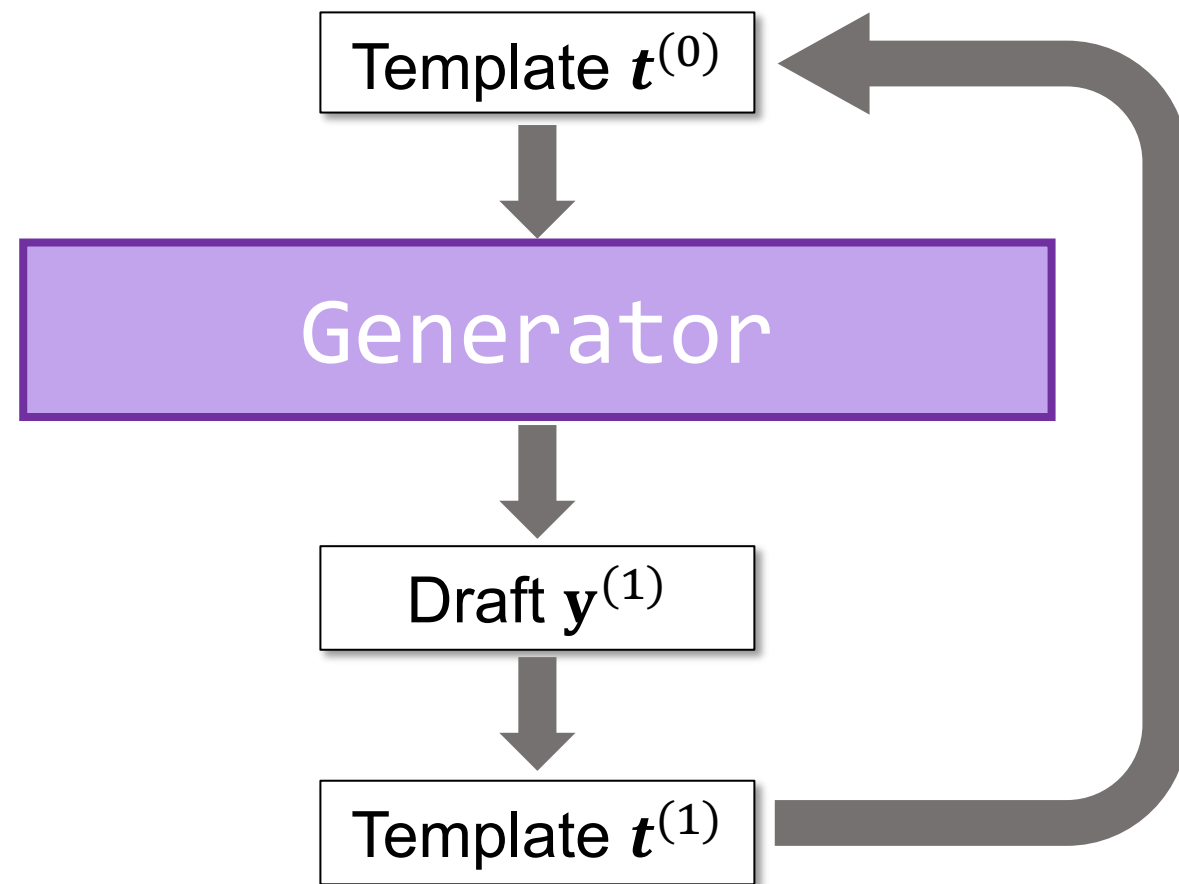 Template t⁽⁰⁾
Generator
Draft y⁽¹⁾
Template t⁽¹⁾